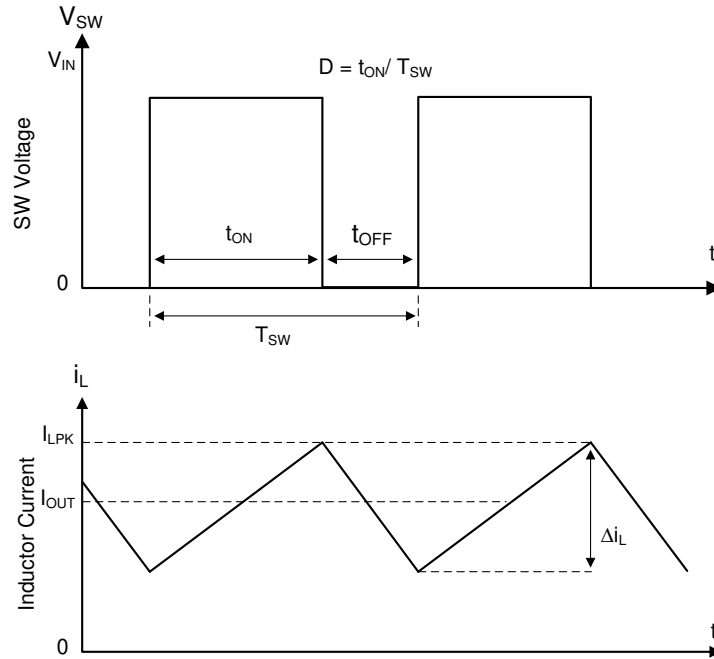 V_SW
V_IN
D = t_ON/ T_SW
SW Voltage
t_ON
t_OFF
t
0
T_SW
i_L
I_LPK
I_OUT
Δi_L
Inductor Current
0
t